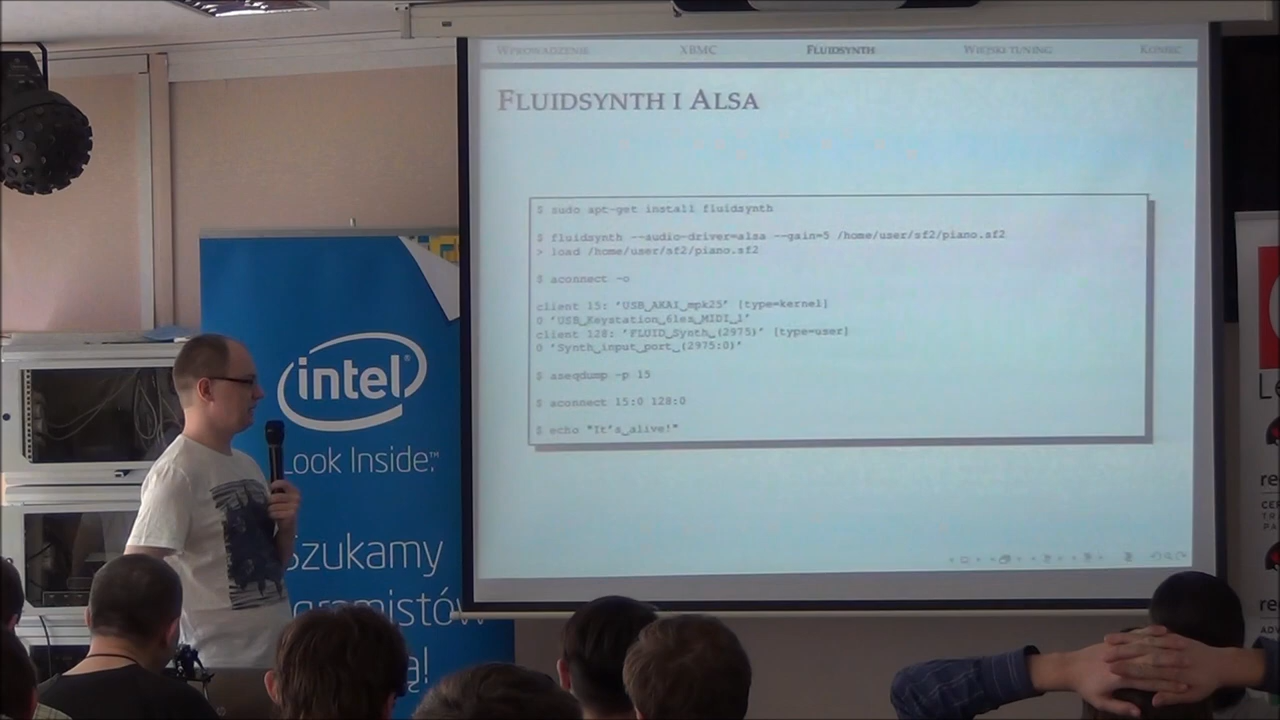 WPROWADZENIE XBMC FLUIDSYNTH WIEJSKI TUNING KONIEC
FLUIDSYNTH I ALSA
$ sudo apt-get install fluidsynth
$ fluidsynth --audio-driver=alsa --gain=5 /home/user/sf2/piano.sf2
> load /home/user/sf2/piano.sf2
$ aconnect -o
client 15: 'USB_AKAI_mpk25' [type=kernel]
0 'USB_Keystation_61es_MIDI_1'
client 128: 'FLUID_Synth_(2975)' [type=user]
0 'Synth_input_port_(2975:0)'
$ aseqdump -p 15
$ aconnect 15:0 128:0
$ echo "It's_alive!"
intel
Look Inside.™
Szukamy